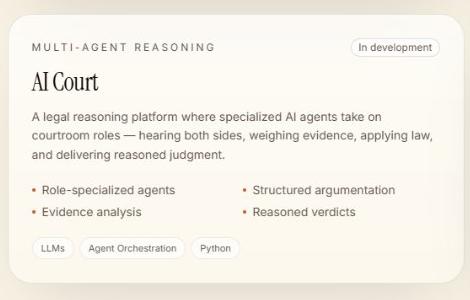 MULTI-AGENT REASONING
In development
AI Court
A legal reasoning platform where specialized AI agents take on
courtroom roles — hearing both sides, weighing evidence, applying law,
and delivering reasoned judgment.
• Role-specialized agents
• Structured argumentation
• Evidence analysis
• Reasoned verdicts
LLMs
Agent Orchestration
Python